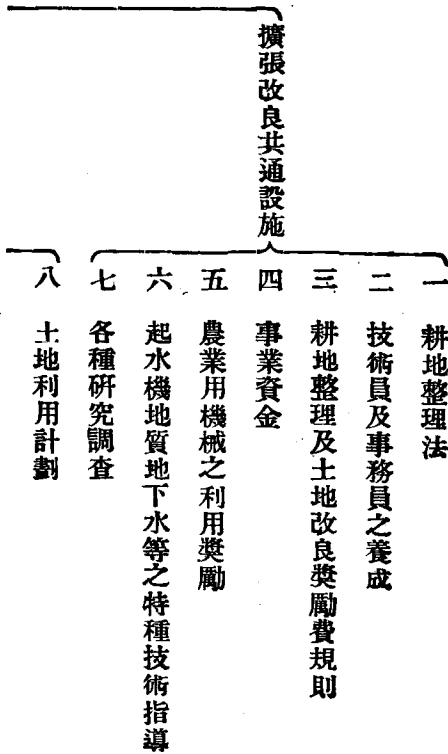 擴張改良共通設施
一 耕地整理法
二 技術員及事務員之養成
三 耕地整理及土地改良獎勵費規則
四 事業資金
五 農業用機械之利用獎勵
六 起水機地質地下水等之特種技術指導
七 各種研究調查
八 土地利用計劃